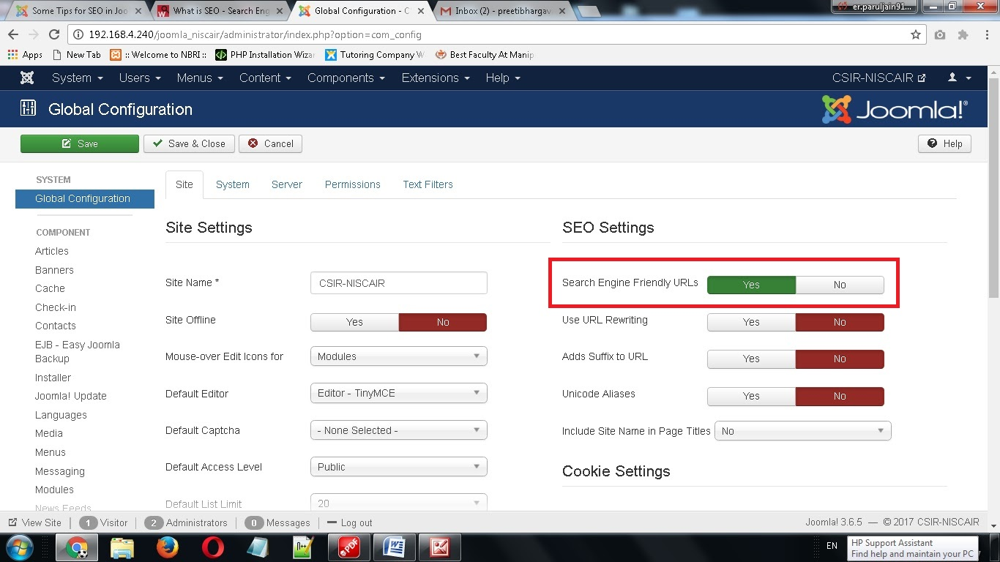 Some Tips for SEO in Joo
What is SEO - Search Eng
Global Configuration - C
Inbox (2) - preetibhargav
er.paruljain91...
192.168.4.240/joomla_niscair/administrator/index.php?option=com_config
Apps
New Tab
:: Welcome to NBRI ::
PHP Installation Wizar
Tutoring Company W
Best Faculty At Manip
System
Users
Menus
Content
Components
Extensions
Help
CSIR-NISCAIR
Global Configuration
Joomla!®
Save
Save & Close
Cancel
Help
SYSTEM
Global Configuration
COMPONENT
Articles
Banners
Cache
Check-in
Contacts
EJB - Easy Joomla
Backup
Installer
Joomla! Update
Languages
Media
Menus
Messaging
Modules
News Feeds
Site
System
Server
Permissions
Text Filters
Site Settings
Site Name *
CSIR-NISCAIR
Site Offline
Yes
No
Mouse-over Edit Icons for
Modules
Default Editor
Editor - TinyMCE
Default Captcha
- None Selected -
Default Access Level
Public
Default List Limit
20
SEO Settings
Search Engine Friendly URLs
Yes
No
Use URL Rewriting
Yes
No
Adds Suffix to URL
Yes
No
Unicode Aliases
Yes
No
Include Site Name in Page Titles
No
Cookie Settings
View Site
1 Visitor
2 Administrators
0 Messages
Log out
Joomla! 3.6.5 — © 2017 CSIR-NISCAIR
EN
HP Support Assistant
Find help and maintain your PC